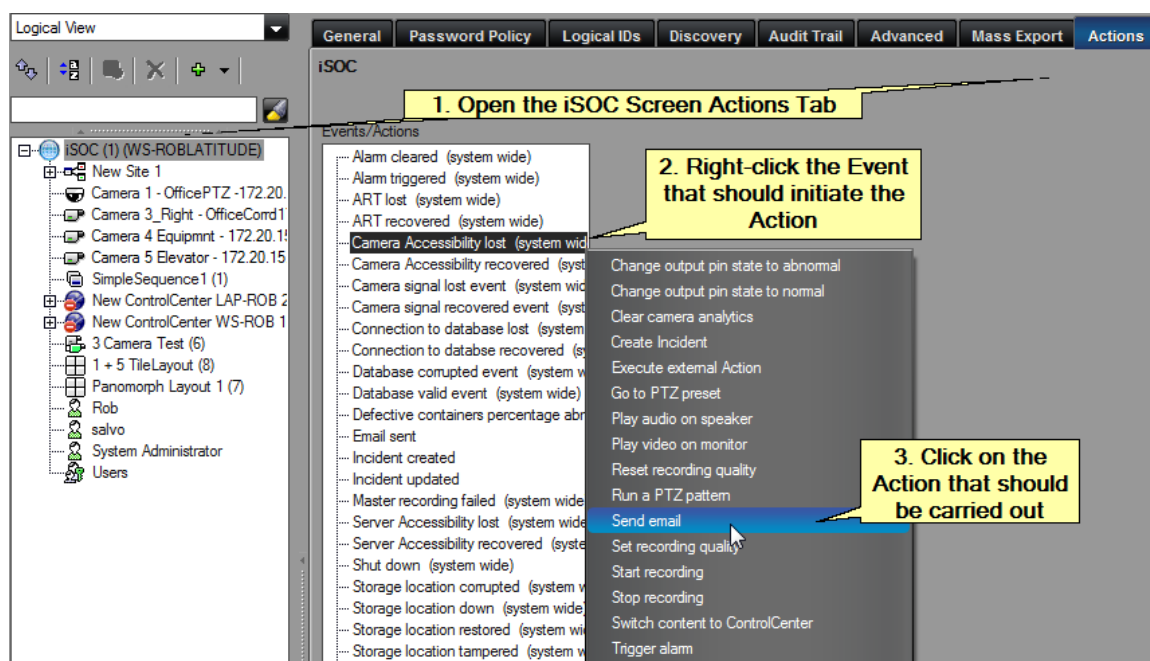 Logical View
General Password Policy Logical IDs Discovery Audit Trail Advanced Mass Export Actions
iSOC
1. Open the iSOC Screen Actions Tab
iSOC (1) (WS-ROBLATITUDE)
New Site 1
Camera 1 - OfficePTZ -172.20.
Camera 3_Right - OfficeCorrd1
Camera 4 Equipmnt - 172.20.1
Camera 5 Elevator - 172.20.15
SimpleSequence1 (1)
New ControlCenter LAP-ROB 2
New ControlCenter WS-ROB 1
3 Camera Test (6)
1 + 5 TileLayout (8)
Panomorph Layout 1 (7)
Rob
salvo
System Administrator
Users
Events/Actions
Alarm cleared (system wide)
Alarm triggered (system wide)
ART lost (system wide)
ART recovered (system wide)
Camera Accessibility lost (system wid
Camera Accessibility recovered (syst
Camera signal lost event (system wid
Camera signal recovered event (syst
Connection to database lost (system
Connection to databse recovered (sy
Database corrupted event (system w
Database valid event (system wide)
Defective containers percentage abn
Email sent
Incident created
Incident updated
Master recording failed (system wide
Server Accessibility lost (system wide
Server Accessibility recovered (syste
Shut down (system wide)
Storage location corrupted (system w
Storage location down (system wide)
Storage location restored (system wi
Storage location tampered (system w
2. Right-click the Event
that should initiate the
Action
Change output pin state to abnormal
Change output pin state to normal
Clear camera analytics
Create Incident
Execute external Action
Go to PTZ preset
Play audio on speaker
Play video on monitor
Reset recording quality
Run a PTZ pattern
Send email
Set recording quality
Start recording
Stop recording
Switch content to ControlCenter
Trigger alarm
3. Click on the
Action that should
be carried out